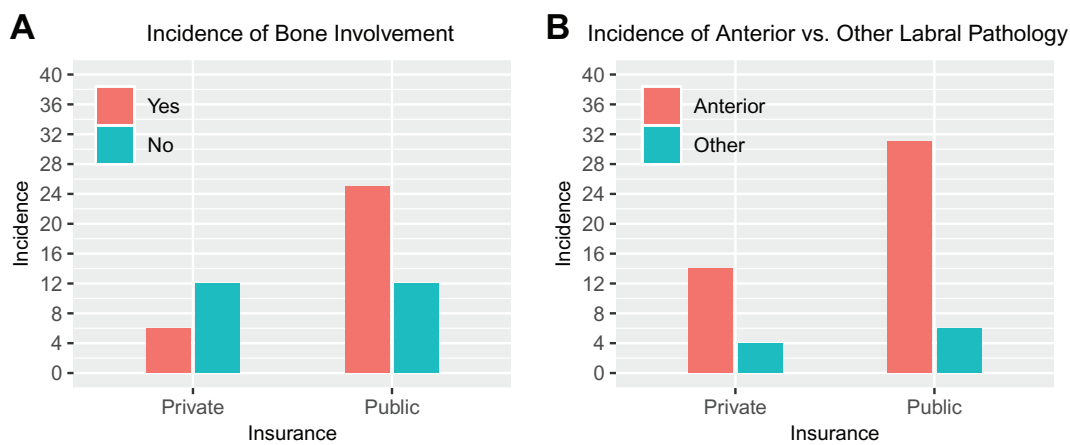 A
Incidence of Bone Involvement
40
36
32
28
24
20
16
12
8
4
0
Incidence
Yes
No
Private
Public
Insurance
B
Incidence of Anterior vs. Other Labral Pathology
40
36
32
28
24
20
16
12
8
4
0
Incidence
Anterior
Other
Private
Public
Insurance